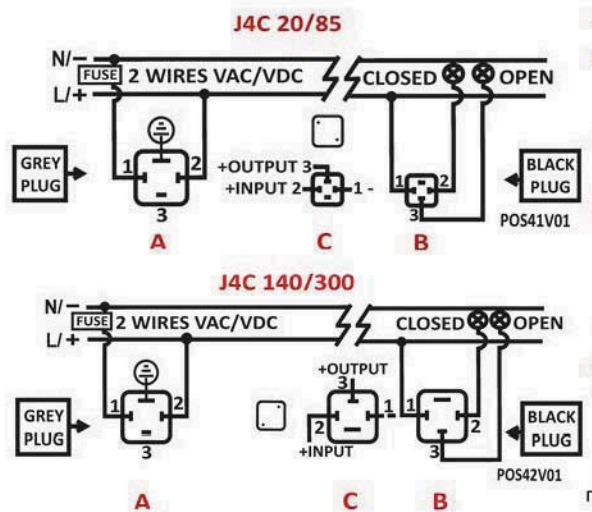 J4C 20/85
N/-
FUSE 2 WIRES VAC/VDC CLOSED OPEN
L/+
GREY PLUG
1 2
3
A
+OUTPUT 3
+INPUT 2 1 -
C
1 2
3
B
BLACK PLUG
POS41V01
J4C 140/300
N/-
FUSE 2 WIRES VAC/VDC CLOSED OPEN
L/+
GREY PLUG
1 2
3
A
+OUTPUT
3
2 1 -
+INPUT
C
1 2
3
B
BLACK PLUG
POS42V01